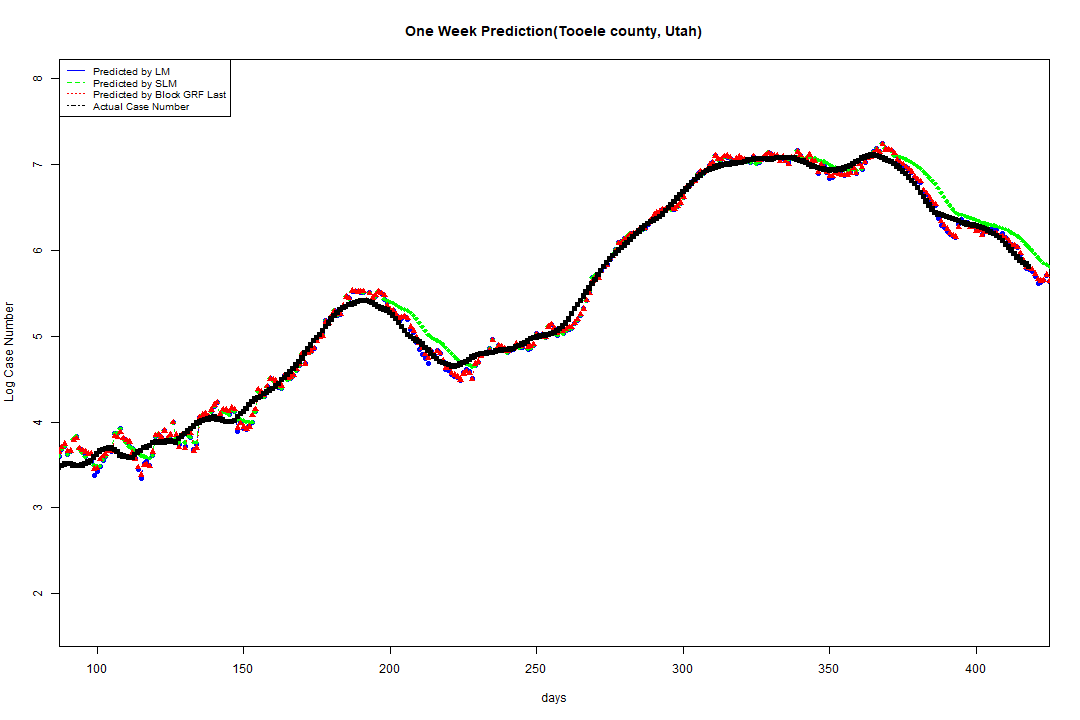 One Week Prediction(Tooele county, Utah)
Predicted by LM
Predicted by SLM
Predicted by Block GRF Last
Actual Case Number
Log Case Number
8
7
6
5
4
3
2
100 150 200 250 300 350 400
days